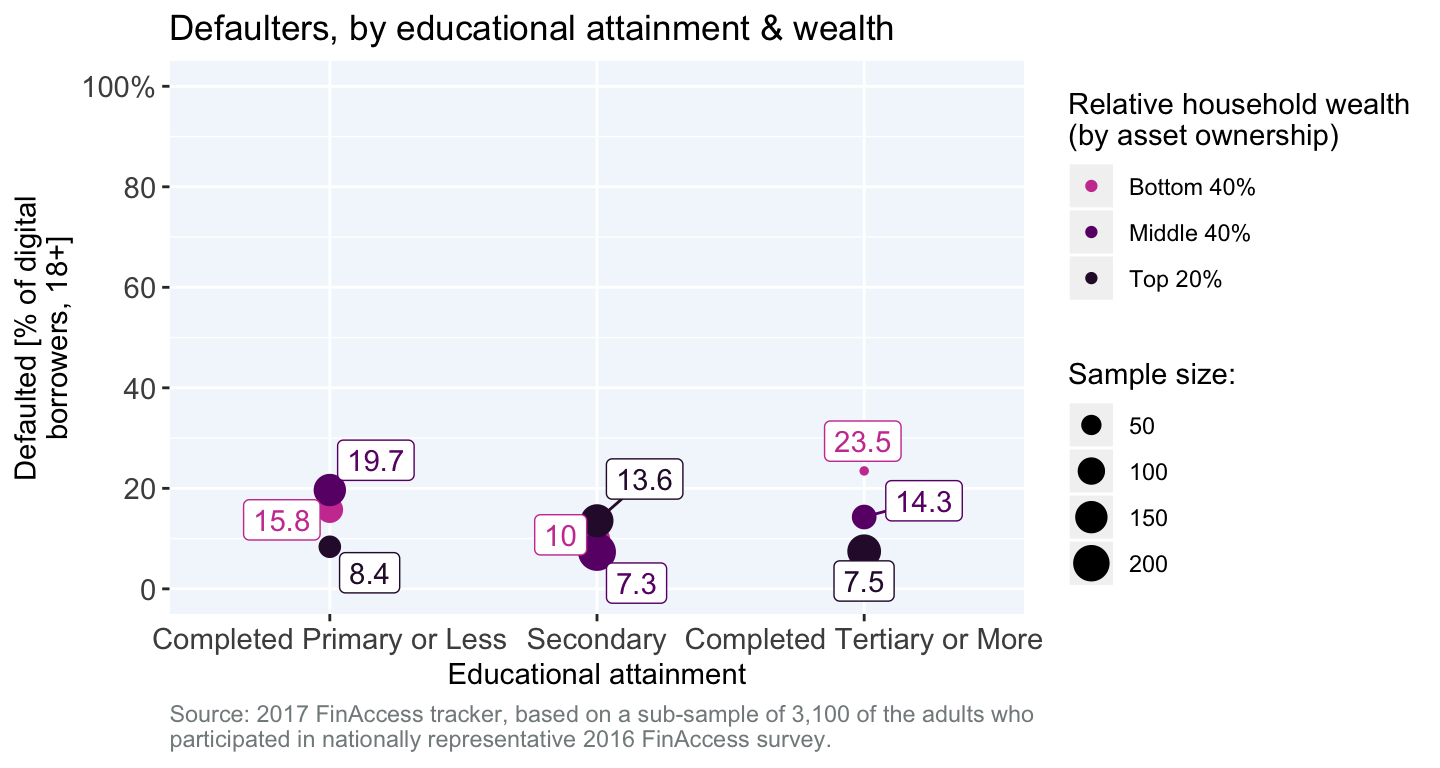 Defaulters, by educational attainment & wealth
Defaulted [% of digital
borrowers, 18+]
100%
80
60
40
20
0
19.7
15.8
8.4
13.6
10
7.3
23.5
14.3
7.5
Completed Primary or Less
Secondary
Completed Tertiary or More
Educational attainment
Source: 2017 FinAccess tracker, based on a sub-sample of 3,100 of the adults who
participated in nationally representative 2016 FinAccess survey.
Relative household wealth
(by asset ownership)
Bottom 40%
Middle 40%
Top 20%
Sample size:
50
100
150
200